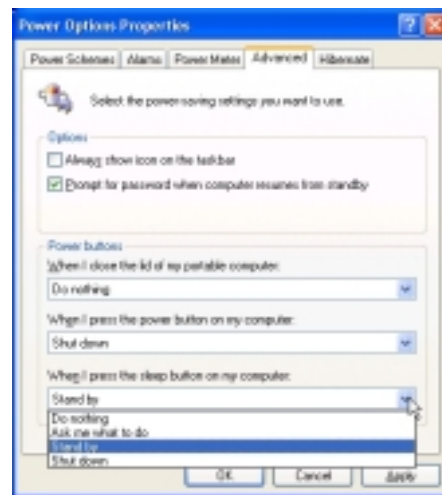 Power Options Properties
Power Schemes Alarms Power Meter Advanced Hibernate
Select the power-saving settings you want to use.
Options
Always show icon on the taskbar
Prompt for password when computer resumes from standby
Power buttons
When I close the lid of my portable computer:
Do nothing
When I press the power button on my computer:
Shut down
When I press the sleep button on my computer:
Stand by
Do nothing
Ask me what to do
Stand by
Shut down
OK Cancel Apply